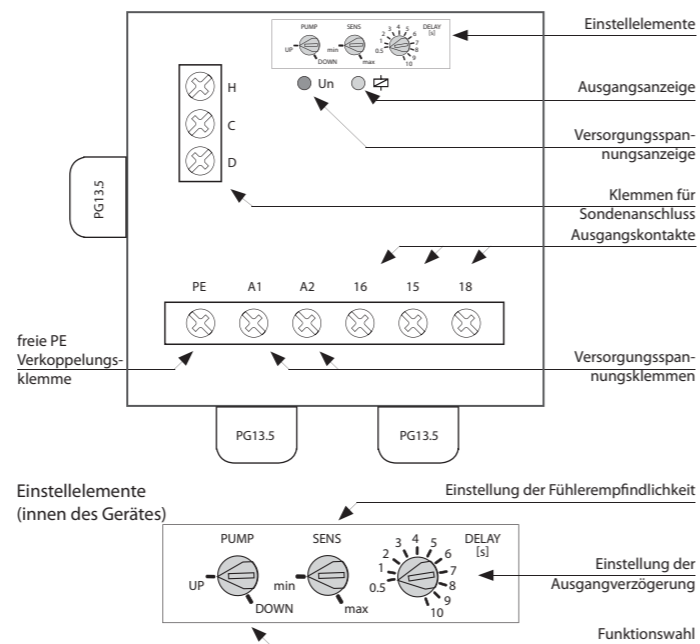 PUMP
SENS
DELAY
[s]
UP
DOWN
min
max
0.5
1
2
3
4
5
6
7
8
9
10
Einstellelemente
Un
Ausgangsanzeige
Versorgungsspan-
nungsanzeige
H
C
D
PG13.5
Klemmen für
Sondenanschluss
Ausgangskontakte
PE
A1
A2
16
15
18
freie PE
Verkoppelungs-
klemme
Versorgungsspan-
nungsklemmen
PG13.5
PG13.5
Einstellelemente
(innen des Gerätes)
Einstellung der Fühlerempfindlichkeit
PUMP
SENS
DELAY
[s]
UP
DOWN
min
max
0.5
1
2
3
4
5
6
7
8
9
10
Einstellung der
Ausgangverzögerung
Funktionswahl